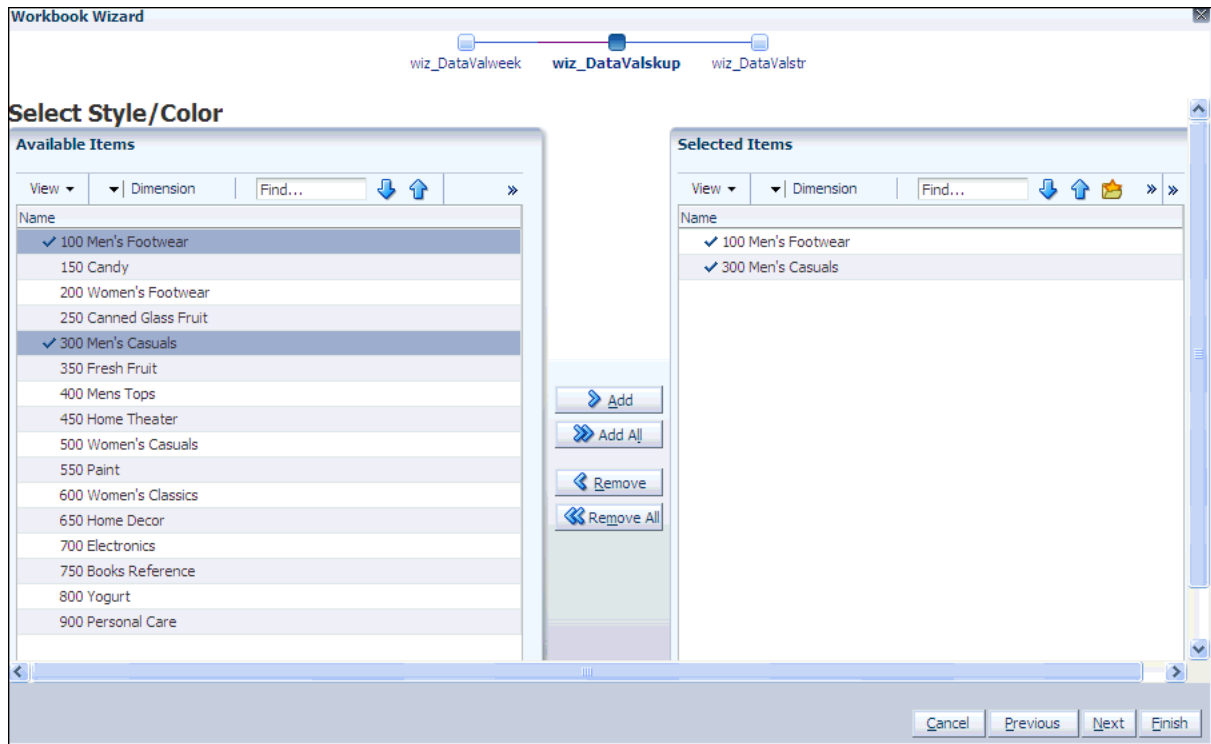 Workbook Wizard
wiz_DataValweek wiz_DataValskup wiz_DataValstr
Select Style/Color
Available Items
View Dimension Find... »
Name
100 Men's Footwear
150 Candy
200 Women's Footwear
250 Canned Glass Fruit
300 Men's Casuals
350 Fresh Fruit
400 Mens Tops
450 Home Theater
500 Women's Casuals
550 Paint
600 Women's Classics
650 Home Decor
700 Electronics
750 Books Reference
800 Yogurt
900 Personal Care
Add
Add All
Remove
Remove All
Selected Items
View Dimension Find... » »
Name
100 Men's Footwear
300 Men's Casuals
Cancel Previous Next Finish